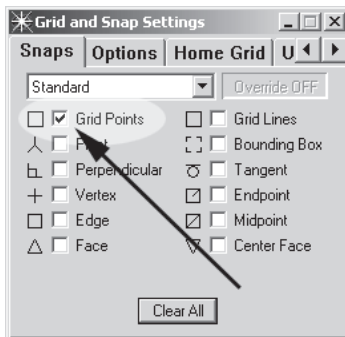 Grid and Snap Settings
Snaps Options Home Grid U
Standard Override OFF
Grid Points Grid Lines
Bounding Box
Perpendicular Tangent
Vertex Endpoint
Edge Midpoint
Face Center Face
Clear All